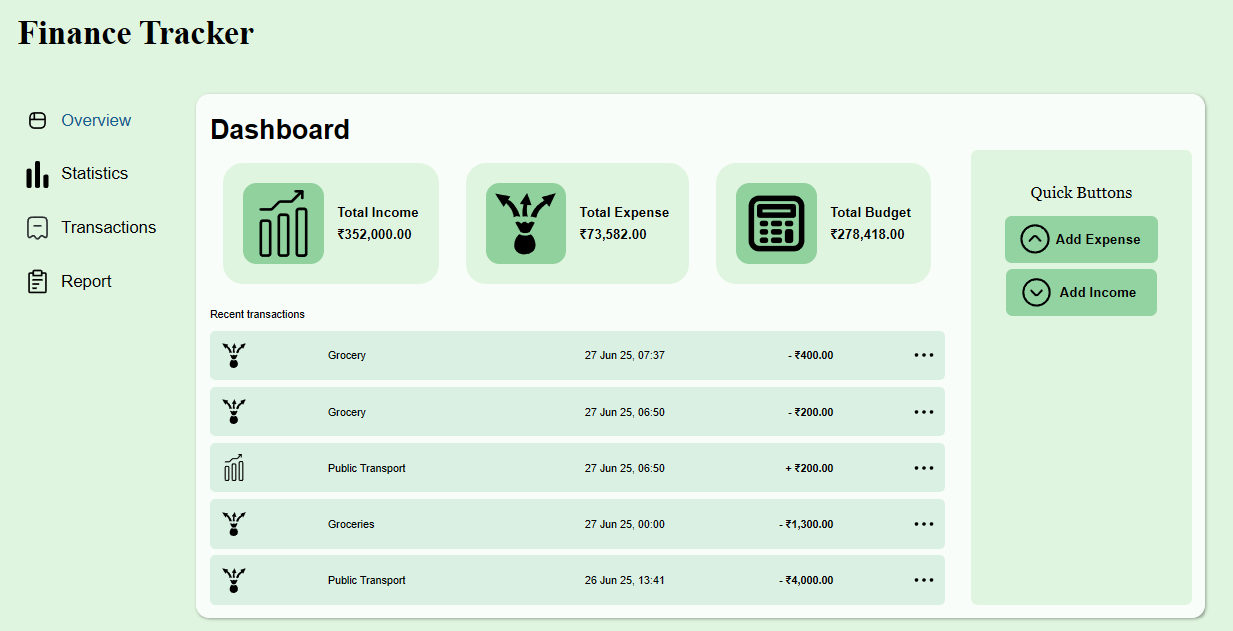 Finance Tracker
Overview
Statistics
Transactions
Report
Dashboard
Total Income
₹352,000.00
Total Expense
₹73,582.00
Total Budget
₹278,418.00
Quick Buttons
Add Expense
Add Income
Recent transactions
Grocery 27 Jun 25, 07:37 - ₹400.00
Grocery 27 Jun 25, 06:50 - ₹200.00
Public Transport 27 Jun 25, 06:50 + ₹200.00
Groceries 27 Jun 25, 00:00 - ₹1,300.00
Public Transport 26 Jun 25, 13:41 - ₹4,000.00